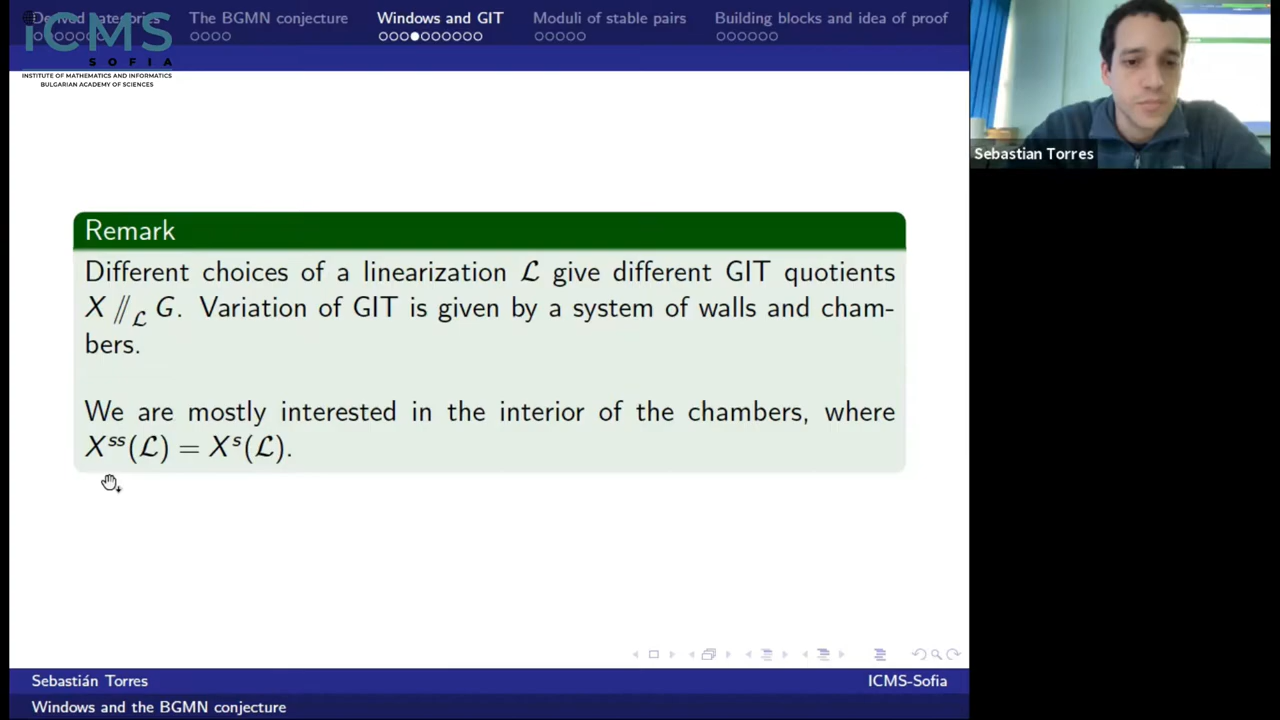 Derived categories
The BGMN conjecture
Windows and GIT
Moduli of stable pairs
Building blocks and idea of proof
ICMS
SOFIA
INSTITUTE OF MATHEMATICS AND INFORMATICS
BULGARIAN ACADEMY OF SCIENCES
Sebastian Torres
Remark
Different choices of a linearization ℒ give different GIT quotients
X ⫽_ℒ G. Variation of GIT is given by a system of walls and cham-
bers.
We are mostly interested in the interior of the chambers, where
X^{ss}(ℒ) = X^s(ℒ).
Sebastián Torres
ICMS-Sofia
Windows and the BGMN conjecture